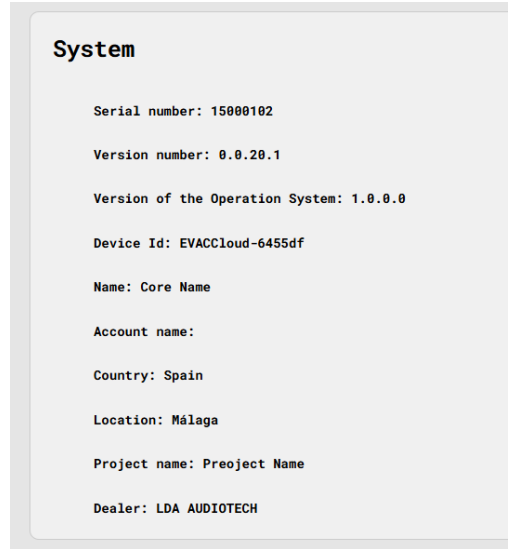 System
Serial number: 15000102
Version number: 0.0.20.1
Version of the Operation System: 1.0.0.0
Device Id: EVACCloud-6455df
Name: Core Name
Account name:
Country: Spain
Location: Málaga
Project name: Preoject Name
Dealer: LDA AUDIOTECH